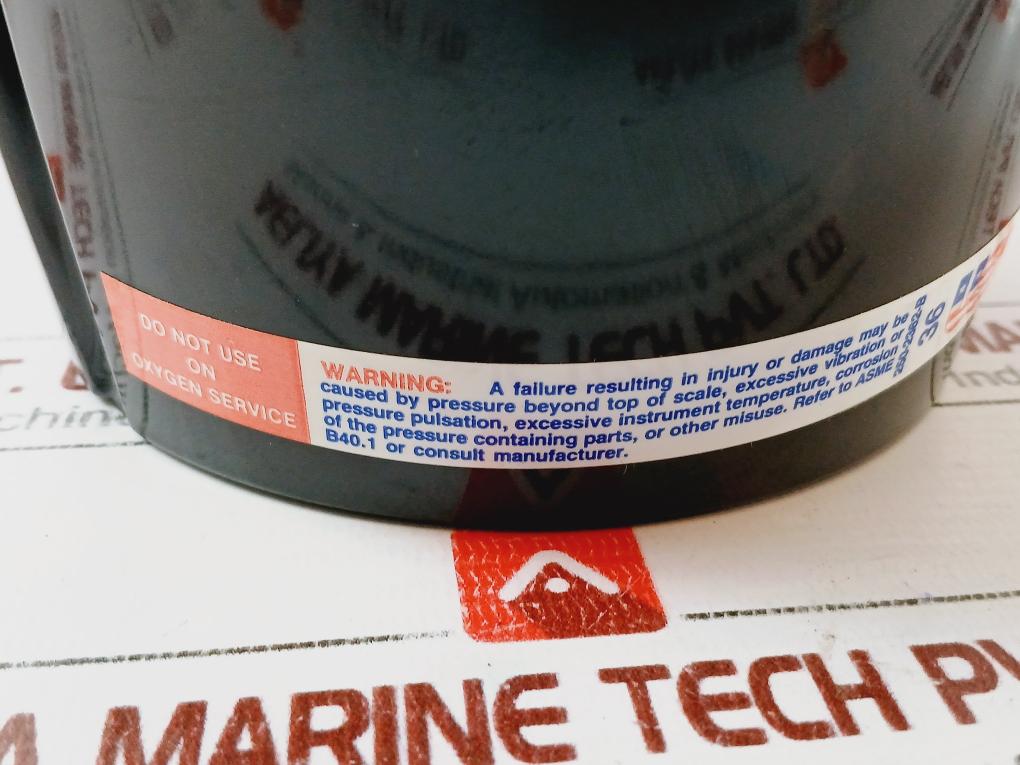 DO NOT USE
ON
OXYGEN SERVICE
WARNING: A failure resulting in injury or damage may be
caused by pressure beyond top of scale, excessive vibration or
pressure pulsation, excessive instrument temperature, corrosion
of the pressure containing parts, or other misuse. Refer to ASME
B40.1 or consult manufacturer.
3/6
MARINE TECH